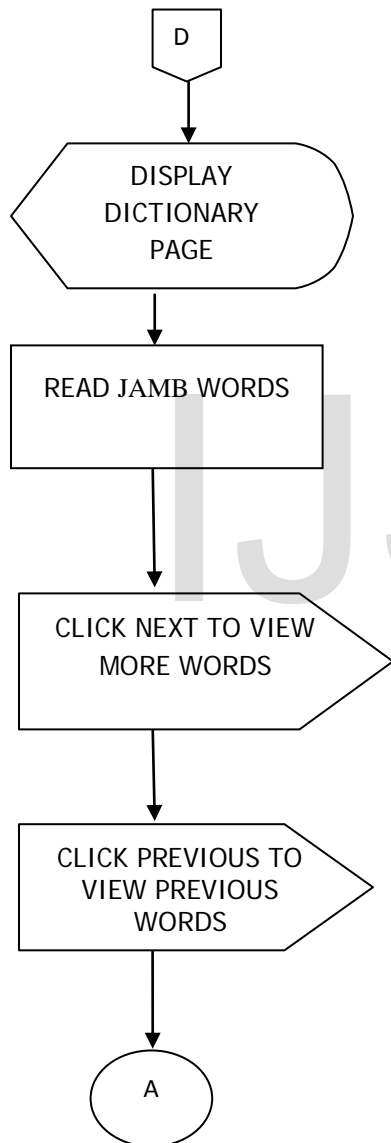 D
DISPLAY
DICTIONARY
PAGE
READ JAMB WORDS
CLICK NEXT TO VIEW
MORE WORDS
CLICK PREVIOUS TO
VIEW PREVIOUS
WORDS
A